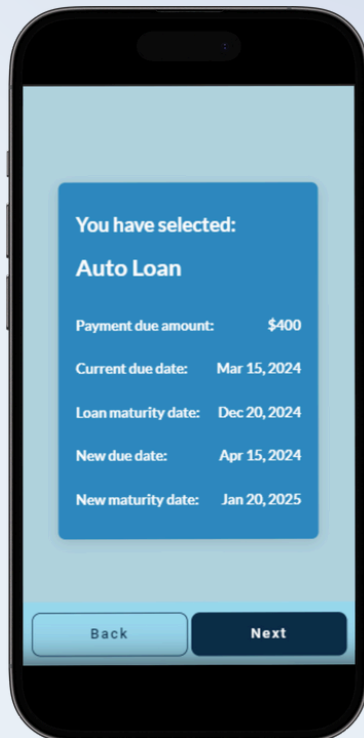 You have selected:
Auto Loan
Payment due amount: $400
Current due date: Mar 15, 2024
Loan maturity date: Dec 20, 2024
New due date: Apr 15, 2024
New maturity date: Jan 20, 2025
Back Next